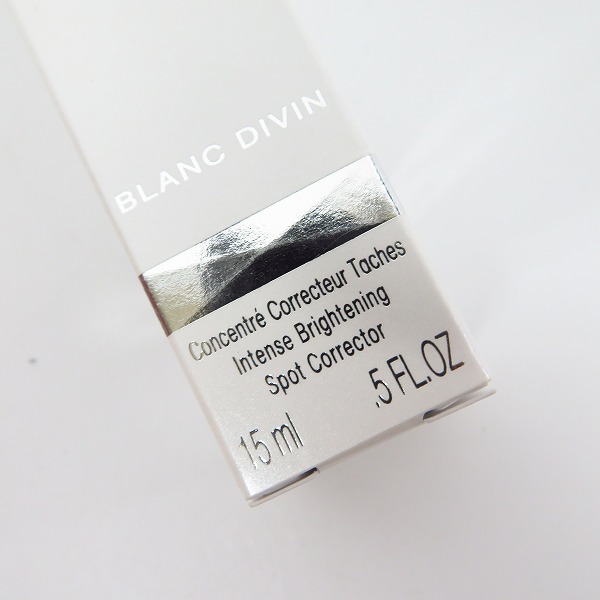 BLANC DIVIN
Concentré Correcteur Taches
Intense Brightening
Spot Corrector
15 ml .5 FL.OZ